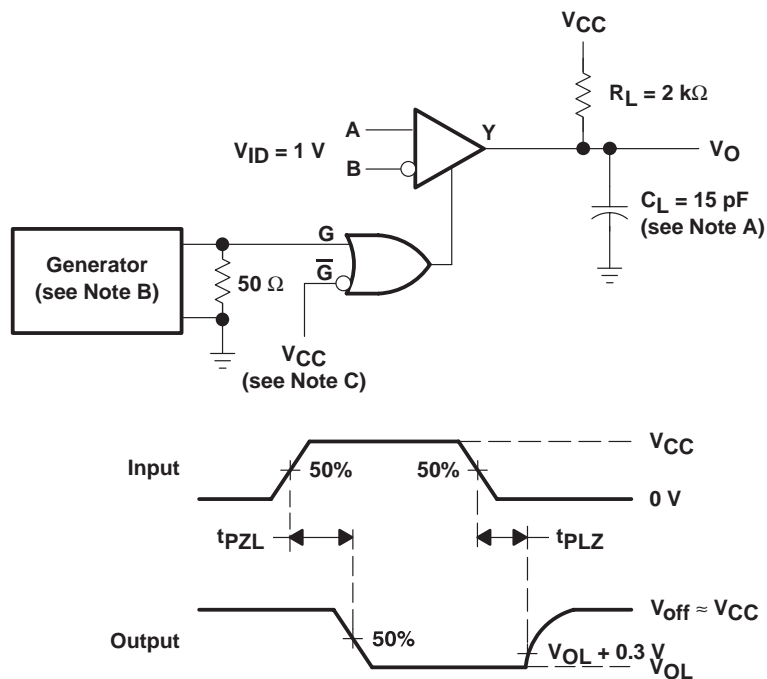 VCC
RL = 2 kΩ
A
Y
VID = 1 V
VO
B
CL = 15 pF
(see Note A)
G
Generator
(see Note B)
G̅
50 Ω
VCC
(see Note C)
VCC
Input
50%
50%
0 V
tPZL
tPLZ
Voff ≈ VCC
Output
50%
VOL + 0.3 V
VOL